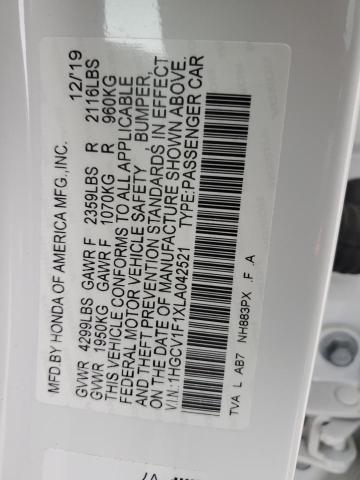 MFD.BY HONDA OF AMERICA MFG.,INC. 12/'19
GVWR 4299LBS GAWR F 2359LBS R 2116LBS
GVWR 1950KG GAWR F 1070KG R 960KG
THIS VEHICLE CONFORMS TO ALL APPLICABLE
FEDERAL MOTOR VEHICLE SAFETY , BUMPER,
AND THEFT PREVENTION STANDARDS IN EFFECT
ON THE DATE OF MANUFACTURE SHOWN ABOVE.
V.I.N.:1HGCV1F1XLA042521 TYPE:PASSENGER CAR
TVA L AB7 NH883PX .F .A